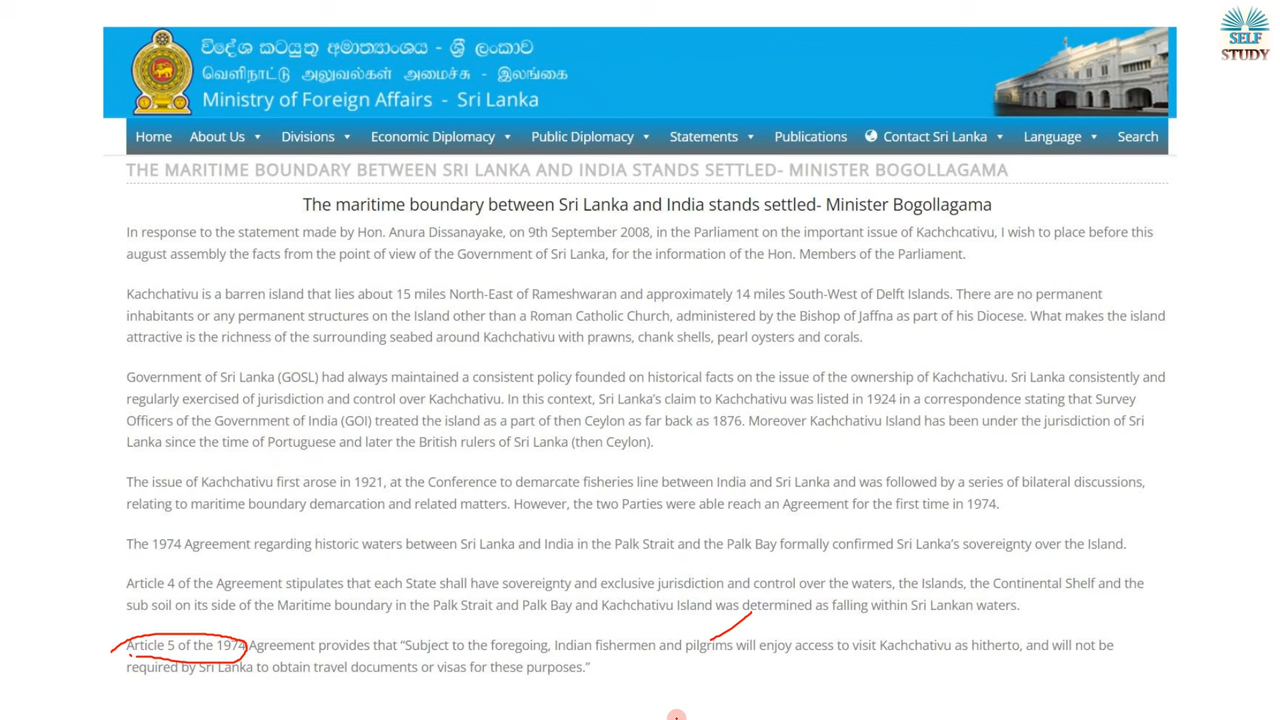 SELF
STUDY
විදේශ කටයුතු අමාත්‍යාංශය - ශ්‍රී ලංකාව
வெளிநாட்டு அலுவல்கள் அமைச்சு - இலங்கை
Ministry of Foreign Affairs - Sri Lanka
Home About Us Divisions Economic Diplomacy Public Diplomacy Statements Publications Contact Sri Lanka Language Search
THE MARITIME BOUNDARY BETWEEN SRI LANKA AND INDIA STANDS SETTLED- MINISTER BOGOLLAGAMA
The maritime boundary between Sri Lanka and India stands settled- Minister Bogollagama
In response to the statement made by Hon. Anura Dissanayake, on 9th September 2008, in the Parliament on the important issue of Kachchcativu, I wish to place before this
august assembly the facts from the point of view of the Government of Sri Lanka, for the information of the Hon. Members of the Parliament.
Kachchativu is a barren island that lies about 15 miles North-East of Rameshwaran and approximately 14 miles South-West of Delft Islands. There are no permanent
inhabitants or any permanent structures on the Island other than a Roman Catholic Church, administered by the Bishop of Jaffna as part of his Diocese. What makes the island
attractive is the richness of the surrounding seabed around Kachchativu with prawns, chank shells, pearl oysters and corals.
Government of Sri Lanka (GOSL) had always maintained a consistent policy founded on historical facts on the issue of the ownership of Kachchativu. Sri Lanka consistently and
regularly exercised of jurisdiction and control over Kachchativu. In this context, Sri Lanka’s claim to Kachchativu was listed in 1924 in a correspondence stating that Survey
Officers of the Government of India (GOI) treated the island as a part of then Ceylon as far back as 1876. Moreover Kachchativu Island has been under the jurisdiction of Sri
Lanka since the time of Portuguese and later the British rulers of Sri Lanka (then Ceylon).
The issue of Kachchativu first arose in 1921, at the Conference to demarcate fisheries line between India and Sri Lanka and was followed by a series of bilateral discussions,
relating to maritime boundary demarcation and related matters. However, the two Parties were able reach an Agreement for the first time in 1974.
The 1974 Agreement regarding historic waters between Sri Lanka and India in the Palk Strait and the Palk Bay formally confirmed Sri Lanka’s sovereignty over the Island.
Article 4 of the Agreement stipulates that each State shall have sovereignty and exclusive jurisdiction and control over the waters, the Islands, the Continental Shelf and the
sub soil on its side of the Maritime boundary in the Palk Strait and Palk Bay and Kachchativu Island was determined as falling within Sri Lankan waters.
Article 5 of the 1974 Agreement provides that “Subject to the foregoing, Indian fishermen and pilgrims will enjoy access to visit Kachchativu as hitherto, and will not be
required by Sri Lanka to obtain travel documents or visas for these purposes.”